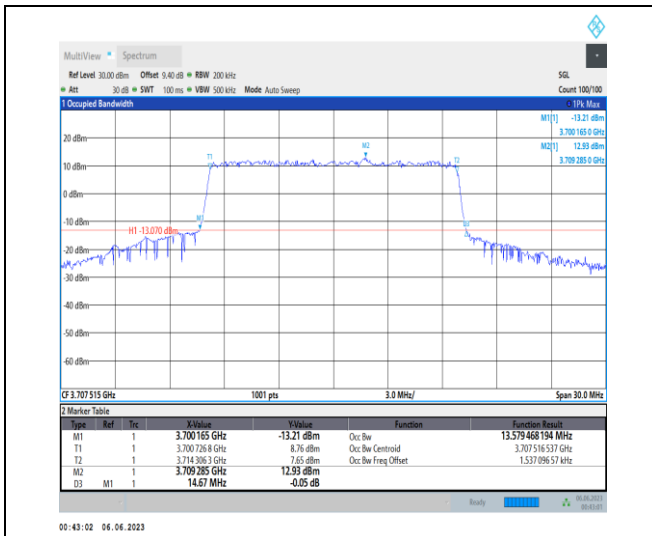 MultiView Spectrum
Ref Level 30.00 dBm Offset 9.40 dB RBW 200 kHz SGL
Att 30 dB SWT 100 ms VBW 500 kHz Mode Auto Sweep Count 100/100
1 Occupied Bandwidth 1Pk Max
M1[1] -13.21 dBm
3.700 165 0 GHz
M2[1] 12.93 dBm
3.709 285 0 GHz
20 dBm
M2
T1 T2
10 dBm
0 dBm
-10 dBm
M1
H1 -13.070 dBm
-20 dBm
-30 dBm
-40 dBm
-50 dBm
-60 dBm
CF 3.707 515 GHz 1001 pts 3.0 MHz/ Span 30.0 MHz
2 Marker Table
Type Ref Trc X-Value Y-Value Function Function Result
M1 1 3.700 165 GHz -13.21 dBm Occ Bw 13.579 468 194 MHz
T1 1 3.700 726 8 GHz 8.76 dBm Occ Bw Centroid 3.707 516 537 GHz
T2 1 3.714 306 3 GHz 7.65 dBm Occ Bw Freq Offset 1.537 096 57 kHz
M2 1 3.709 285 GHz 12.93 dBm
D3 M1 1 14.67 MHz -0.05 dB
Ready 06.06.2023
00:43:01
00:43:02 06.06.2023